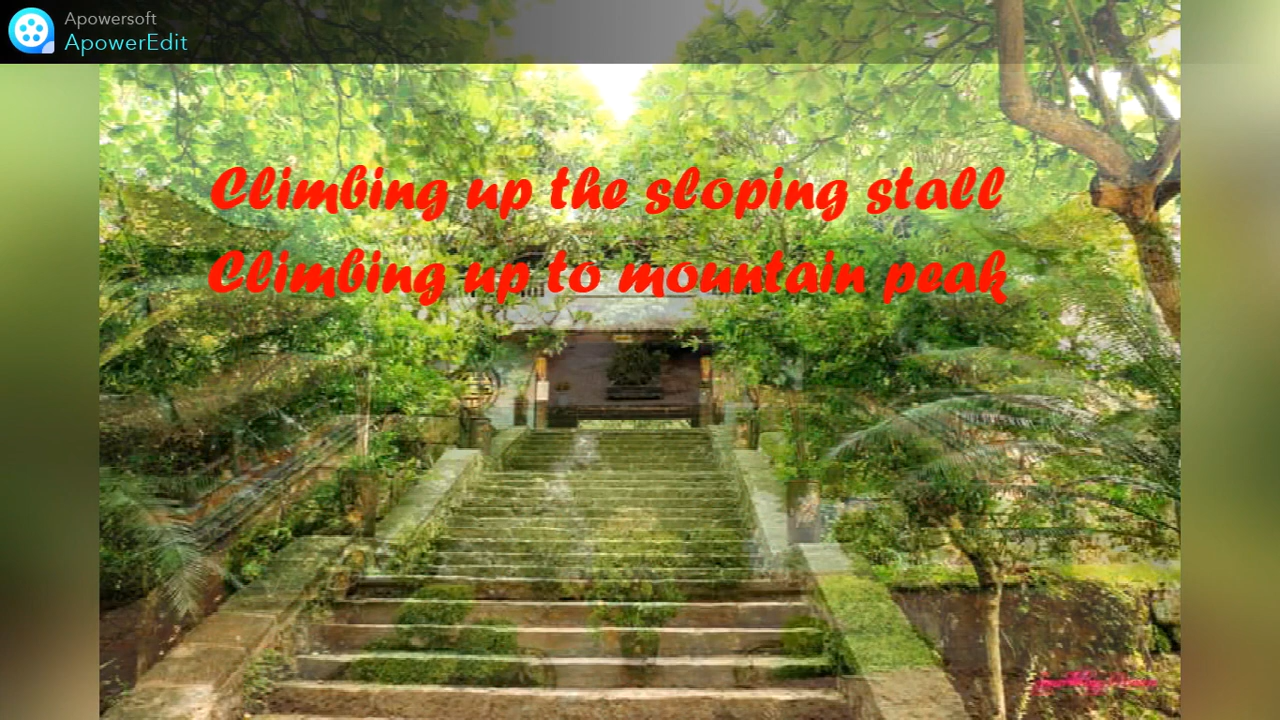 Apowersoft
ApowerEdit
Climbing up the sloping stall
Climbing up to mountain peak